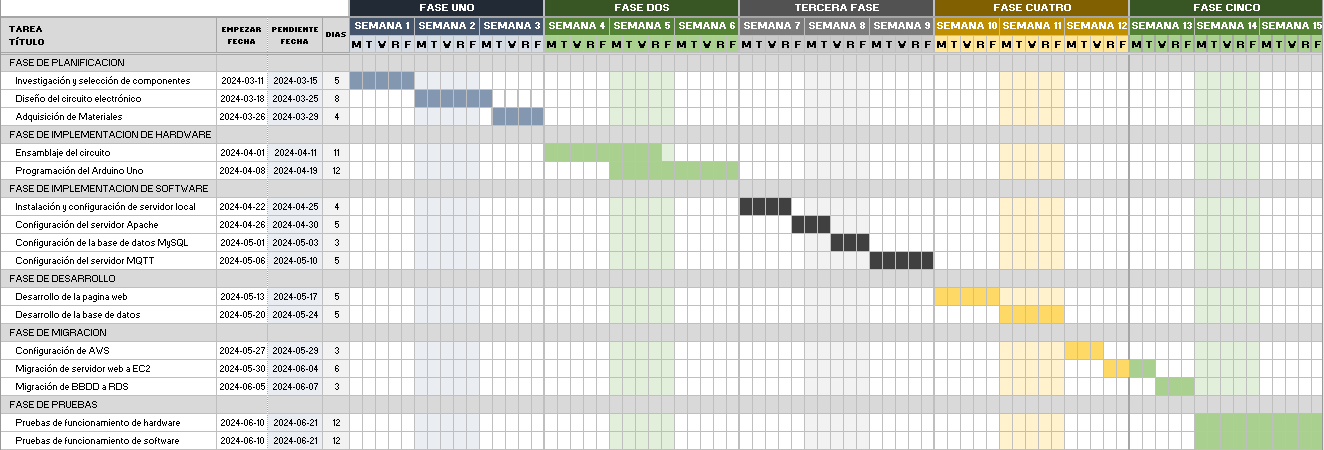 FASE UNO FASE DOS TERCERA FASE FASE CUATRO FASE CINCO
TAREA TÍTULO EMPEZAR FECHA PENDIENTE FECHA DIAS SEMANA 1 SEMANA 2 SEMANA 3 SEMANA 4 SEMANA 5 SEMANA 6 SEMANA 7 SEMANA 8 SEMANA 9 SEMANA 10 SEMANA 11 SEMANA 12 SEMANA 13 SEMANA 14 SEMANA 15
M T W R F M T W R F M T W R F M T W R F M T W R F M T W R F M T W R F M T W R F M T W R F M T W R F M T W R F M T W R F M T W R F M T W R F M T W R F
FASE DE PLANIFICACION
Investigación y selección de componentes 2024-03-11 2024-03-15 5
Diseño del circuito electrónico 2024-03-18 2024-03-25 8
Adquisición de Materiales 2024-03-26 2024-03-29 4
FASE DE IMPLEMENTACION DE HARDWARE
Ensamblaje del circuito 2024-04-01 2024-04-11 11
Programación del Arduino Uno 2024-04-08 2024-04-19 12
FASE DE IMPLEMENTACION DE SOFTWARE
Instalación y configuración de servidor local 2024-04-22 2024-04-25 4
Configuración del servidor Apache 2024-04-26 2024-04-30 5
Configuración de la base de datos MySQL 2024-05-01 2024-05-03 3
Configuración del servidor MQTT 2024-05-06 2024-05-10 5
FASE DE DESARROLLO
Desarrollo de la pagina web 2024-05-13 2024-05-17 5
Desarrollo de la base de datos 2024-05-20 2024-05-24 5
FASE DE MIGRACION
Configuración de AWS 2024-05-27 2024-05-29 3
Migración de servidor web a EC2 2024-05-30 2024-06-04 6
Migración de BBDD a RDS 2024-06-05 2024-06-07 3
FASE DE PRUEBAS
Pruebas de funcionamiento de hardware 2024-06-10 2024-06-21 12
Pruebas de funcionamiento de software 2024-06-10 2024-06-21 12